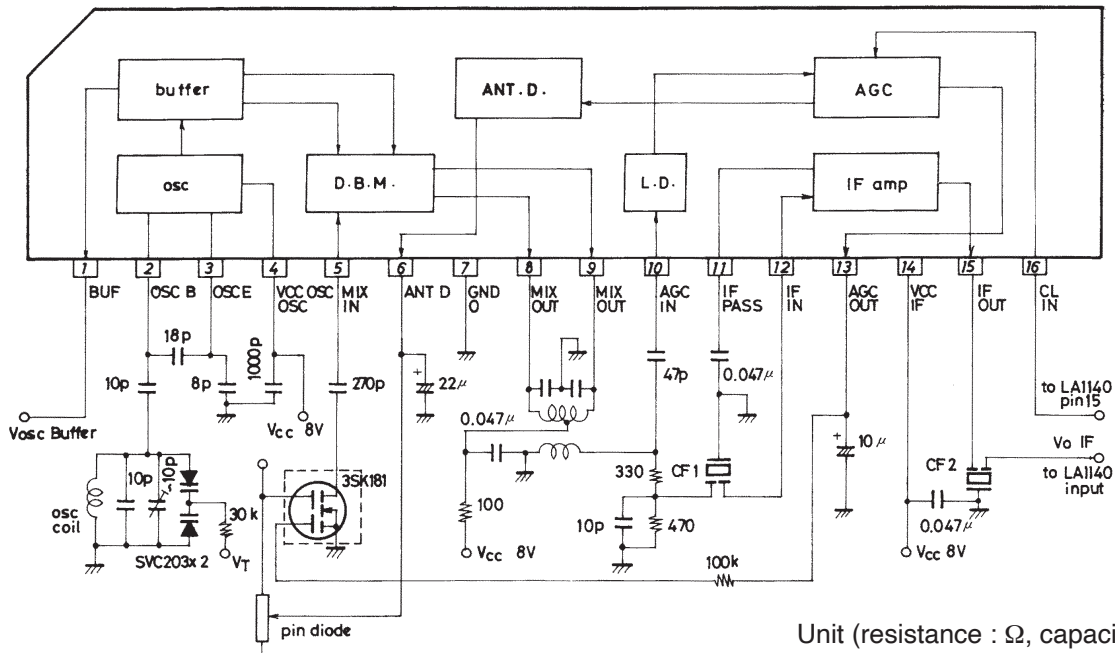 buffer
ANT. D.
AGC
OSC
D.B.M.
L.D.
IF amp
1
2
3
4
5
6
7
8
9
10
11
12
13
14
15
16
BUF
OSC B
OSC E
VCC OSC
OSC
MIX
IN
ANT D
GND
O
MIX
OUT
MIX
OUT
AGC
IN
IF
PASS
IF
IN
AGC
OUT
VCC
IF
IF
OUT
CL
IN
18p
10p
8p
1000p
270p
+
22μ
0.047μ
47p
0.047μ
Vosc Buffer
Vcc 8V
to LA1140
pin15
Vo IF
to LA1140
input
+
10μ
3SK181
330
CF1
CF2
osc
coil
10p
~10p
30k
100
10p
470
0.047μ
SVC203x2
VT
Vcc 8V
100k
Vcc 8V
pin diode
Unit (resistance : Ω, capaci